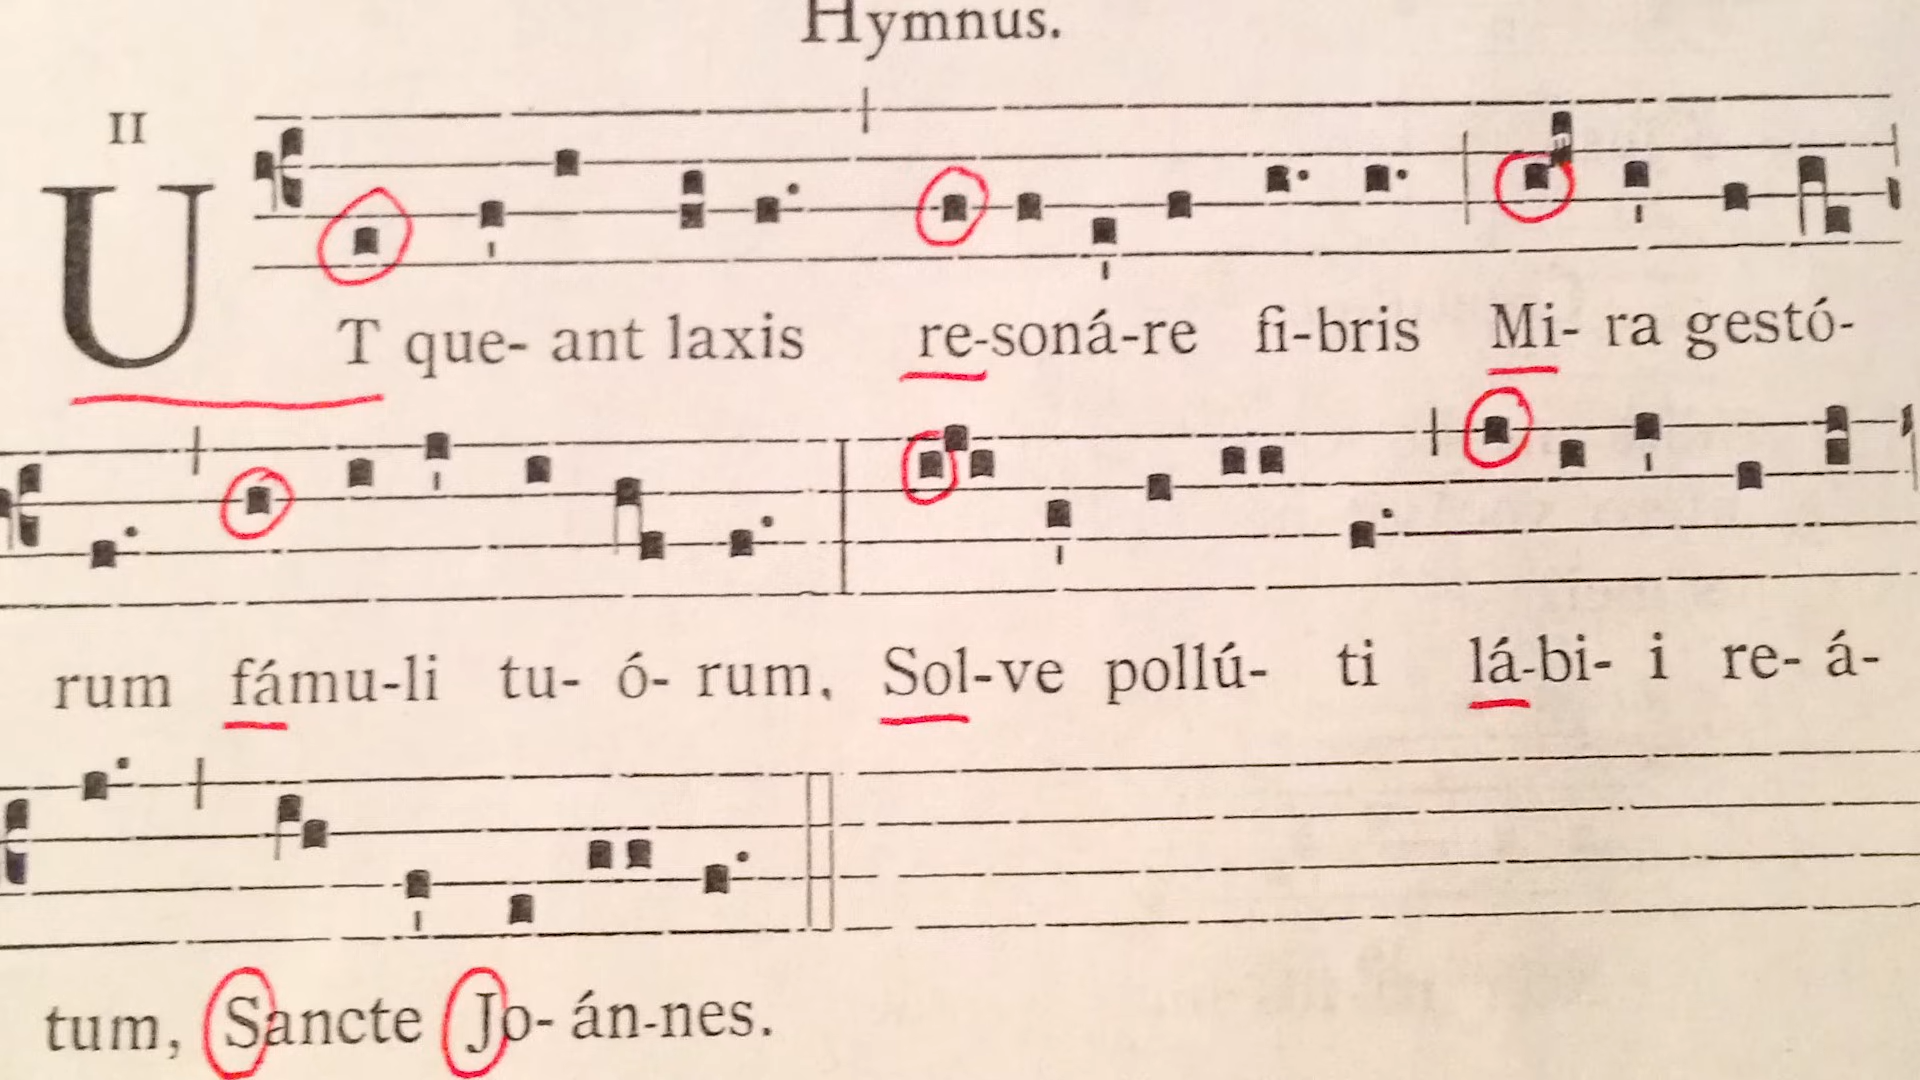 Hymnus.
II
UT que- ant laxis re-soná-re fi-bris Mi- ra gestó-
rum fámu-li tu- ó- rum, Sol-ve pollú- ti lá-bi- i re- á-
tum, Sancte Jo- án-nes.